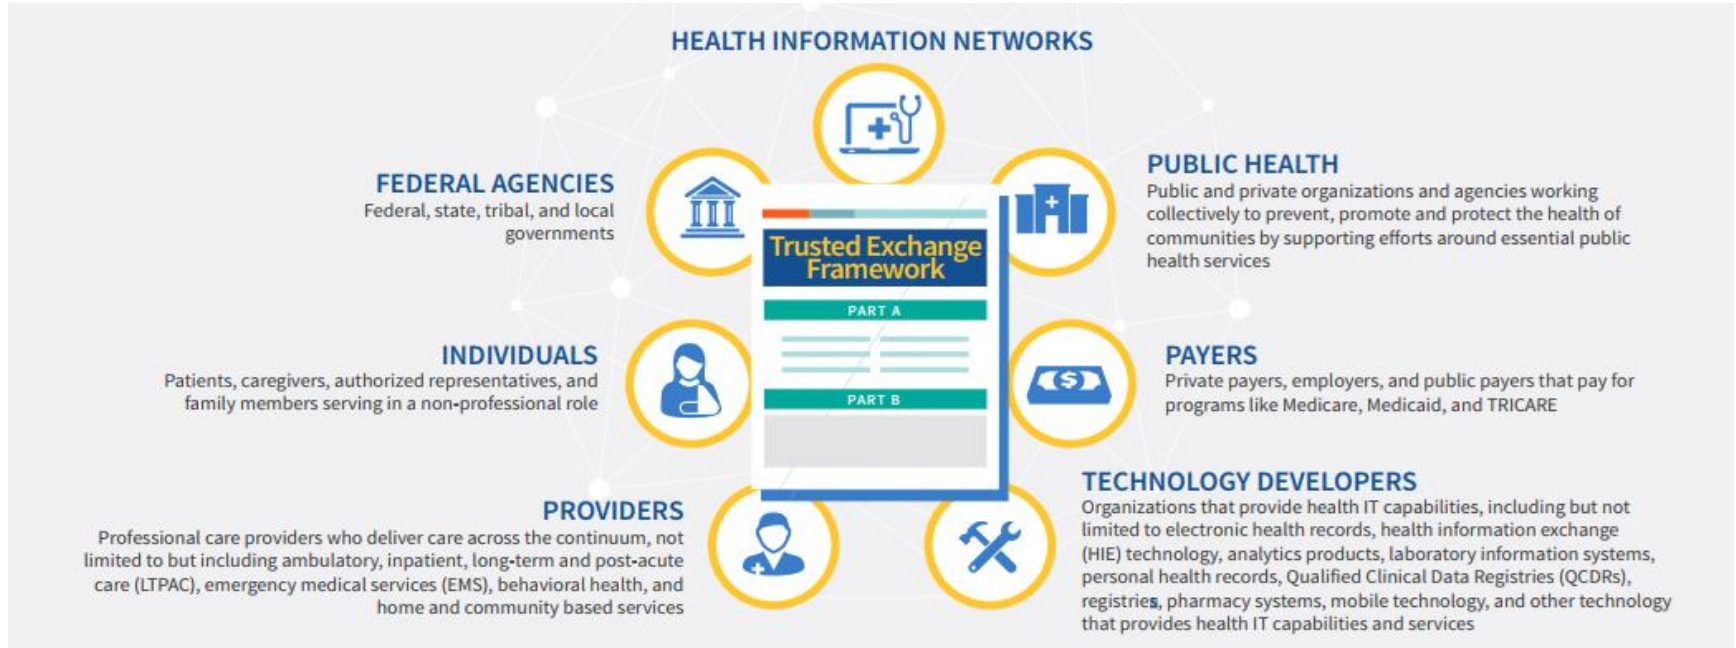 HEALTH INFORMATION NETWORKS
FEDERAL AGENCIES
Federal, state, tribal, and local
governments
PUBLIC HEALTH
Public and private organizations and agencies working
collectively to prevent, promote and protect the health of
communities by supporting efforts around essential public
health services
Trusted Exchange
Framework
PART A
PART B
INDIVIDUALS
Patients, caregivers, authorized representatives, and
family members serving in a non-professional role
PAYERS
Private payers, employers, and public payers that pay for
programs like Medicare, Medicaid, and TRICARE
PROVIDERS
Professional care providers who deliver care across the continuum, not
limited to but including ambulatory, inpatient, long-term and post-acute
care (LTPAC), emergency medical services (EMS), behavioral health, and
home and community based services
TECHNOLOGY DEVELOPERS
Organizations that provide health IT capabilities, including but not
limited to electronic health records, health information exchange
(HIE) technology, analytics products, laboratory information systems,
personal health records, Qualified Clinical Data Registries (QCDRs),
registries, pharmacy systems, mobile technology, and other technology
that provides health IT capabilities and services